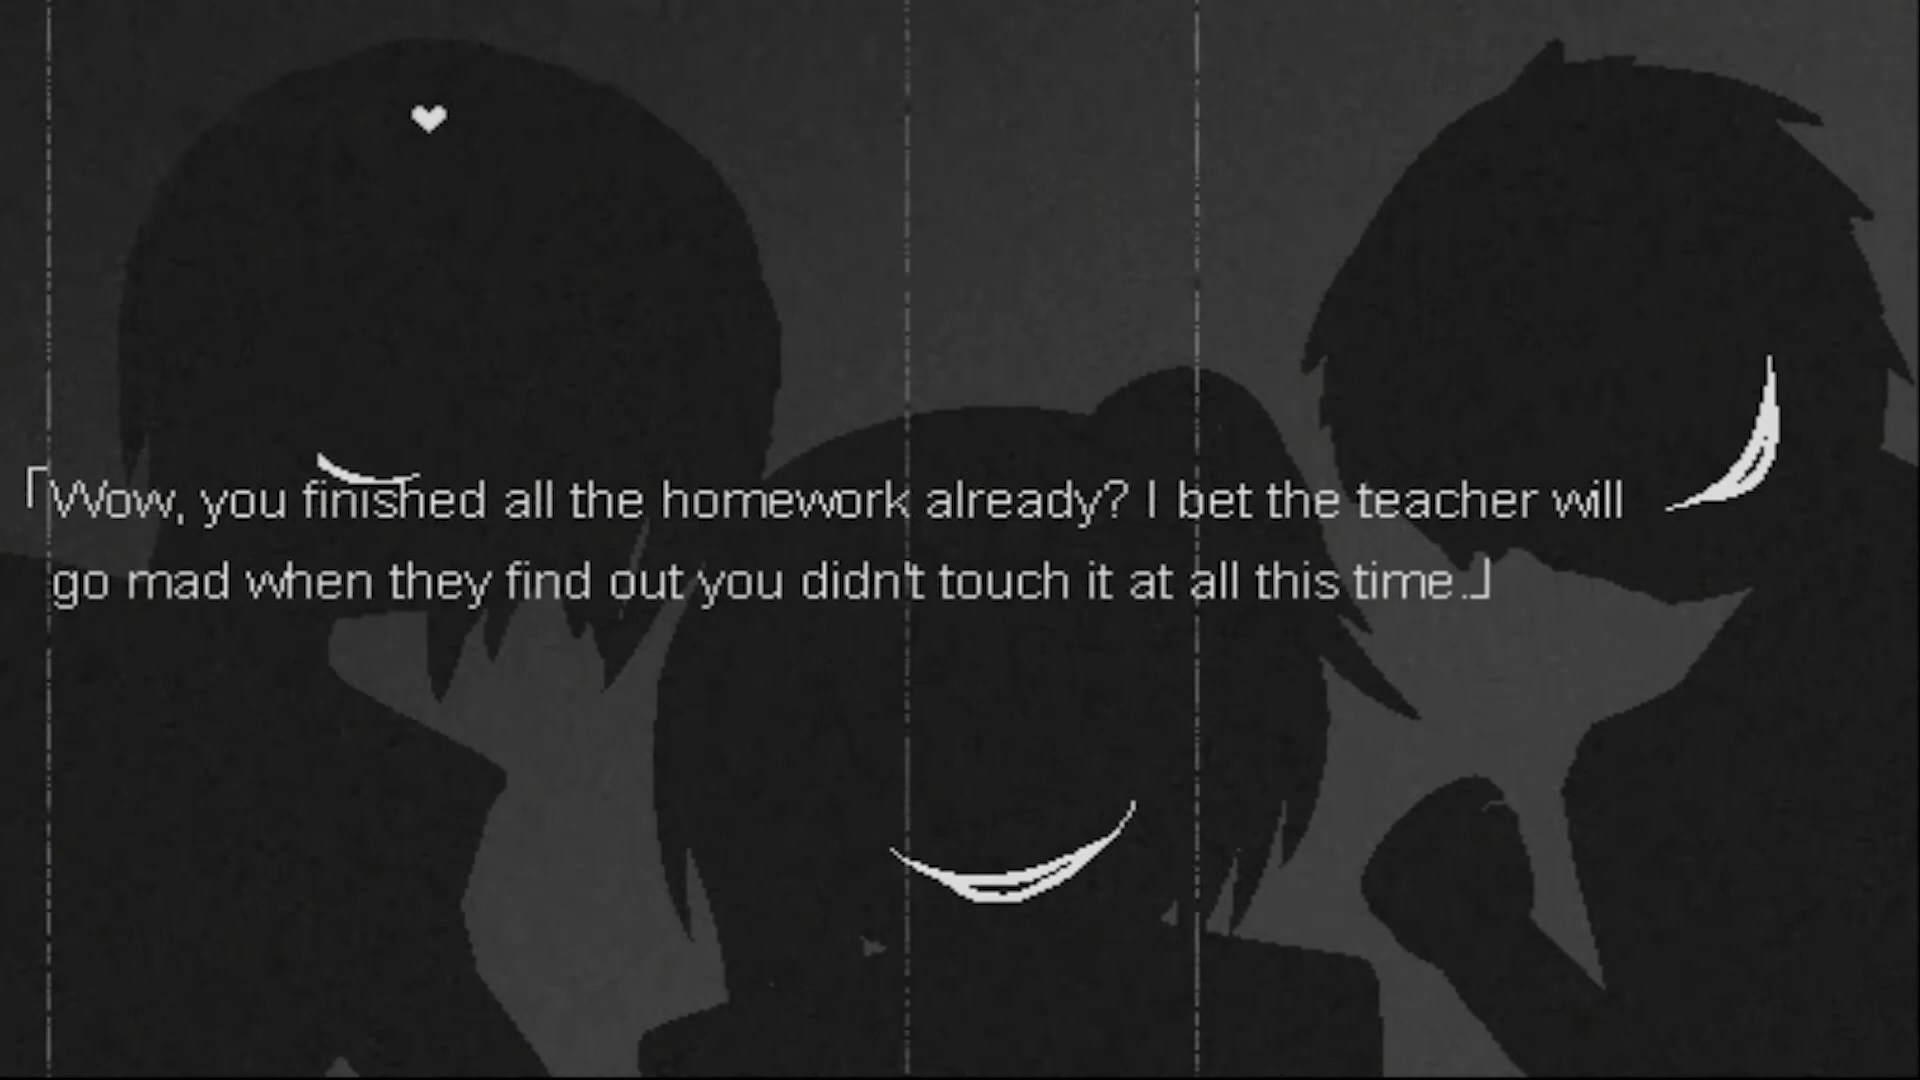 「Wow, you finished all the homework already? I bet the teacher will
go mad when they find out you didn't touch it at all this time.」